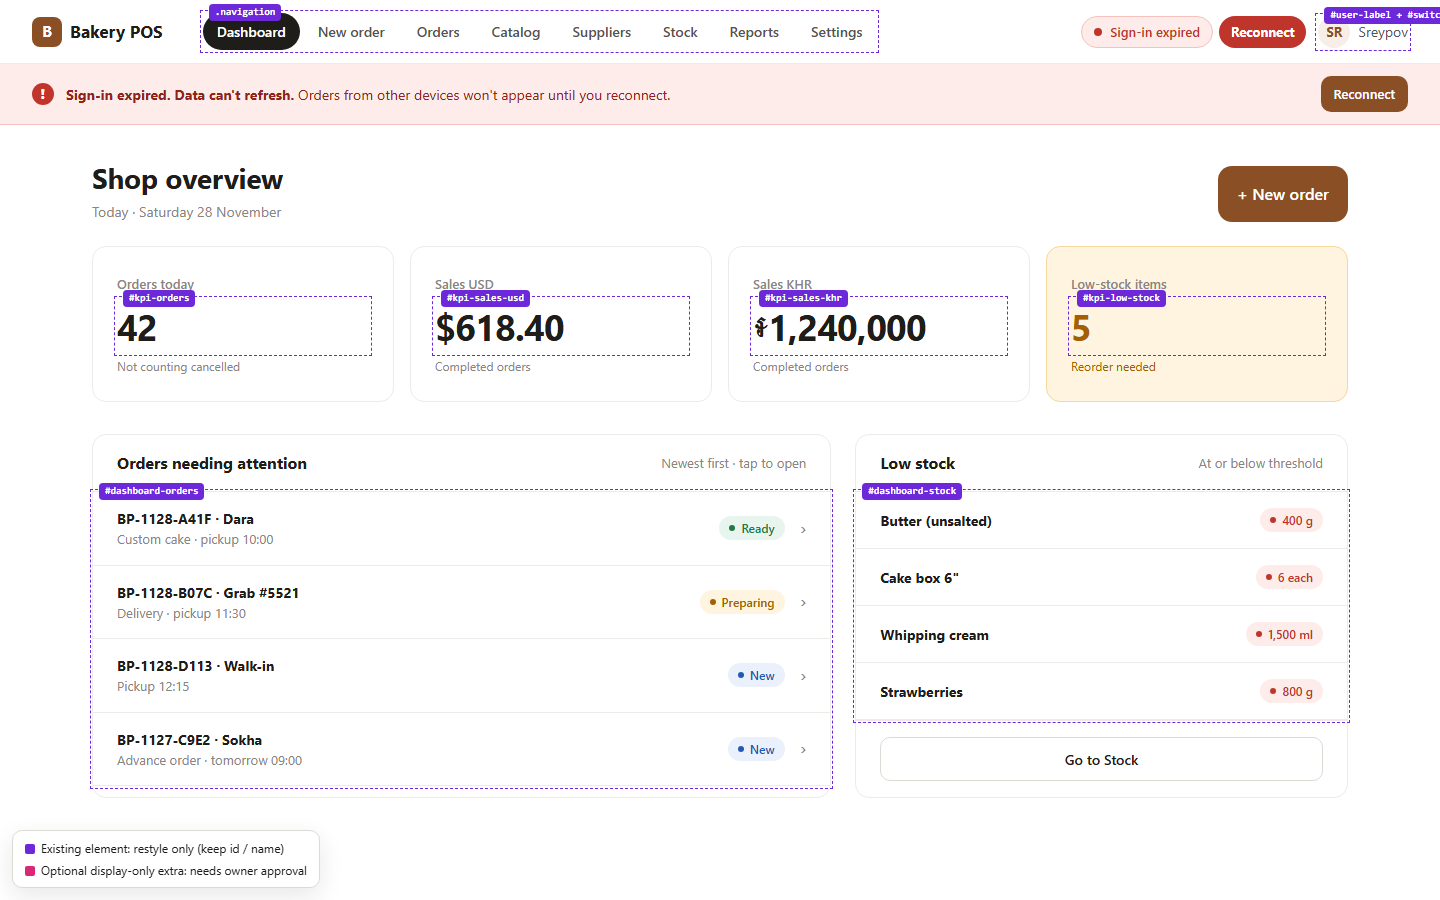 B Bakery POS
.navigation
Dashboard New order Orders Catalog Suppliers Stock Reports Settings
Sign-in expired
Reconnect
#user-label + #switc
SR Sreypov
! Sign-in expired. Data can't refresh. Orders from other devices won't appear until you reconnect.
Reconnect
Shop overview
Today · Saturday 28 November
+ New order
Orders today
#kpi-orders
42
Not counting cancelled
Sales USD
#kpi-sales-usd
$618.40
Completed orders
Sales KHR
#kpi-sales-khr
៛1,240,000
Completed orders
Low-stock items
#kpi-low-stock
5
Reorder needed
Orders needing attention
Newest first · tap to open
#dashboard-orders
BP-1128-A41F · Dara
Custom cake · pickup 10:00
Ready ›
BP-1128-B07C · Grab #5521
Delivery · pickup 11:30
Preparing ›
BP-1128-D113 · Walk-in
Pickup 12:15
New ›
BP-1127-C9E2 · Sokha
Advance order · tomorrow 09:00
New ›
Low stock
At or below threshold
#dashboard-stock
Butter (unsalted) 400 g
Cake box 6" 6 each
Whipping cream 1,500 ml
Strawberries 800 g
Go to Stock
Existing element: restyle only (keep id / name)
Optional display-only extra: needs owner approval